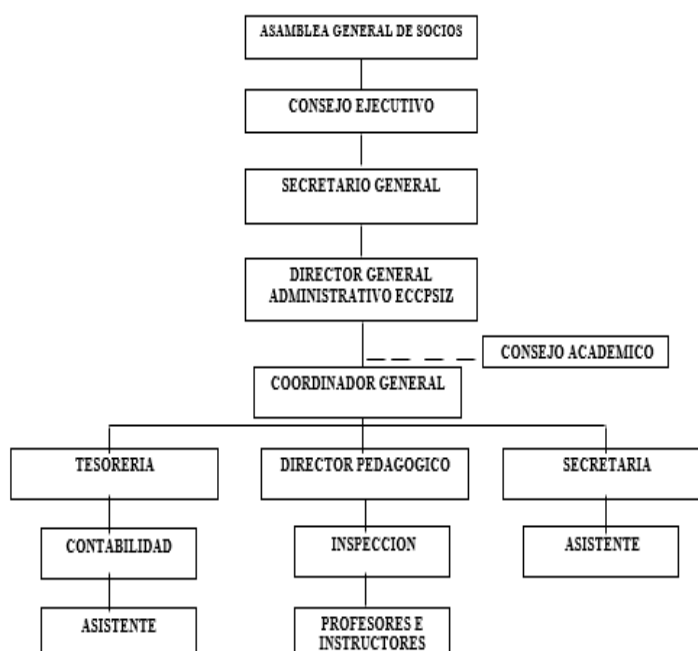 ASAMBLEA GENERAL DE SOCIOS
CONSEJO EJECUTIVO
SECRETARIO GENERAL
DIRECTOR GENERAL
ADMINISTRATIVO ECCPSIZ
CONSEJO ACADEMICO
COORDINADOR GENERAL
TESORERIA
DIRECTOR PEDAGOGICO
SECRETARIA
CONTABILIDAD
INSPECCION
ASISTENTE
ASISTENTE
PROFESORES E
INSTRUCTORES